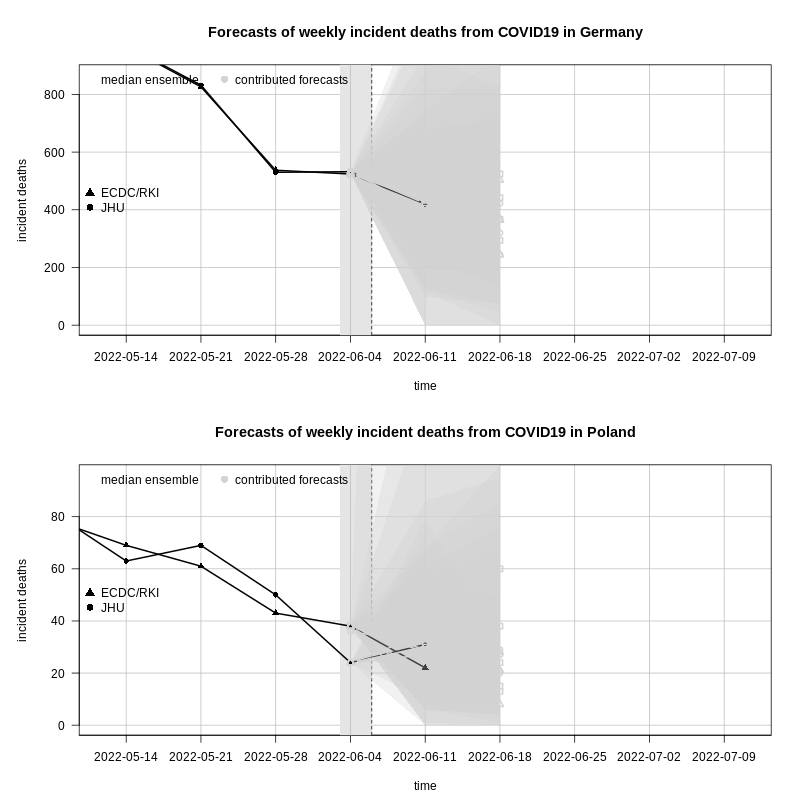 Forecasts of weekly incident deaths from COVID19 in Germany
median ensemble
contributed forecasts
800
600
ECDC/RKI
JHU
400
200
0
incident deaths
2022-05-14 2022-05-21 2022-05-28 2022-06-04 2022-06-11 2022-06-18 2022-06-25 2022-07-02 2022-07-09
time
Forecasts of weekly incident deaths from COVID19 in Poland
median ensemble
contributed forecasts
80
60
ECDC/RKI
JHU
40
20
0
incident deaths
2022-05-14 2022-05-21 2022-05-28 2022-06-04 2022-06-11 2022-06-18 2022-06-25 2022-07-02 2022-07-09
time